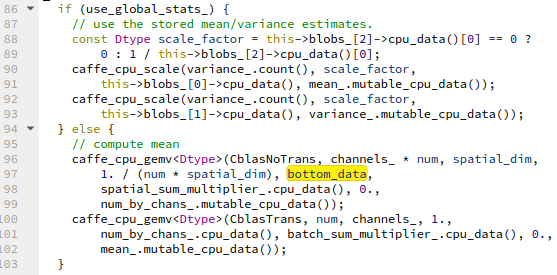 86 if (use_global_stats_) {
87 // use the stored mean/variance estimates.
88 const Dtype scale_factor = this->blobs_[2]->cpu_data()[0] == 0 ?
89 0 : 1 / this->blobs_[2]->cpu_data()[0];
90 caffe_cpu_scale(variance_.count(), scale_factor,
91 this->blobs_[0]->cpu_data(), mean_.mutable_cpu_data());
92 caffe_cpu_scale(variance_.count(), scale_factor,
93 this->blobs_[1]->cpu_data(), variance_.mutable_cpu_data());
94 } else {
95 // compute mean
96 caffe_cpu_gemv<Dtype>(CblasNoTrans, channels_ * num, spatial_dim,
97 1. / (num * spatial_dim), bottom_data,
98 spatial_sum_multiplier_.cpu_data(), 0.,
99 num_by_chans_.mutable_cpu_data());
100 caffe_cpu_gemv<Dtype>(CblasTrans, num, channels_, 1.,
101 num_by_chans_.cpu_data(), batch_sum_multiplier_.cpu_data(), 0.,
102 mean_.mutable_cpu_data());
103 }